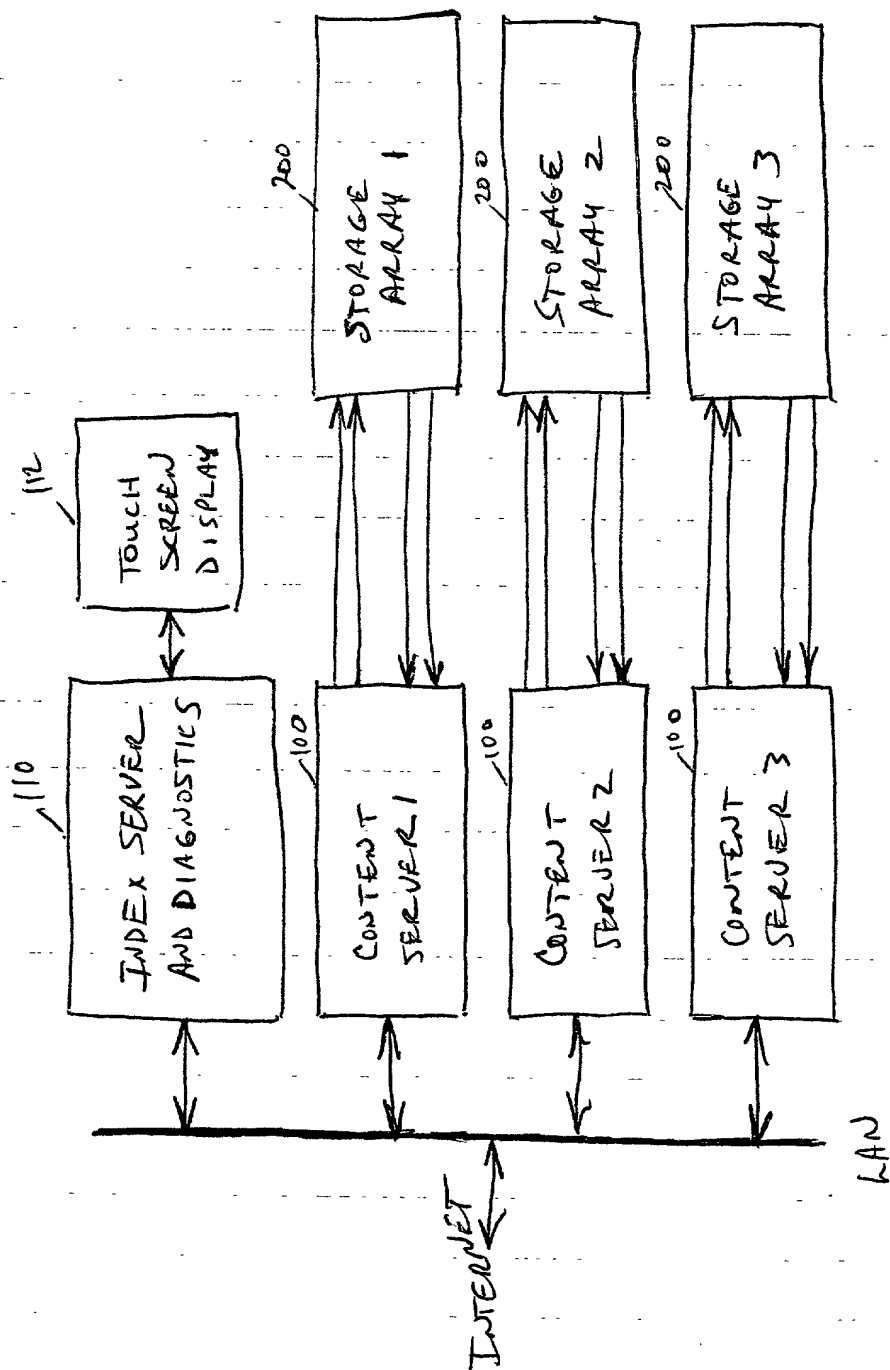 110
INDEX SERVER
AND DIAGNOSTICS
112
TOUCH
SCREEN
DISPLAY
100
CONTENT
SERVER 1
200
STORAGE
ARRAY 1
100
CONTENT
SERVER 2
200
STORAGE
ARRAY 2
100
CONTENT
SERVER 3
200
STORAGE
ARRAY 3
INTERNET
LAN